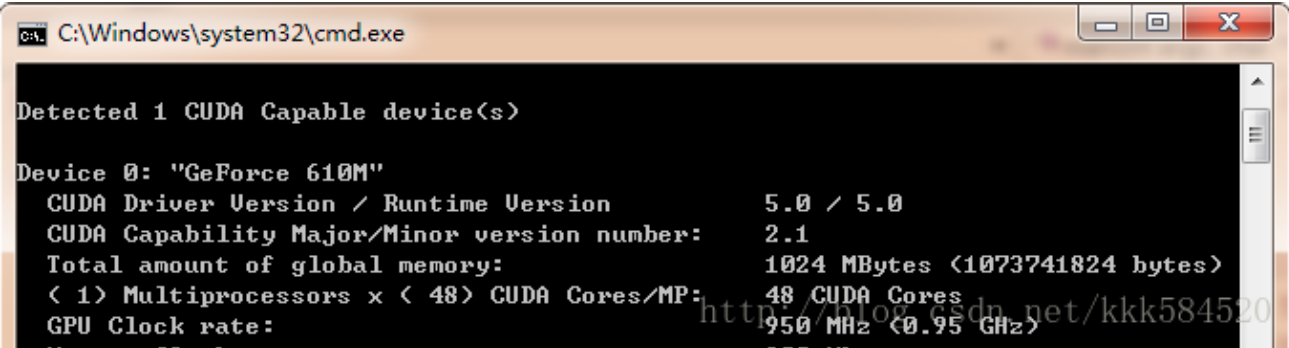 C:\Windows\system32\cmd.exe
Detected 1 CUDA Capable device(s)
Device 0: "GeForce 610M"
CUDA Driver Version / Runtime Version 5.0 / 5.0
CUDA Capability Major/Minor version number: 2.1
Total amount of global memory: 1024 MBytes (1073741824 bytes)
( 1) Multiprocessors x ( 48) CUDA Cores/MP: 48 CUDA Cores
GPU Clock rate: 950 MHz (0.95 GHz)
http://blog.csdn.net/kkk584520